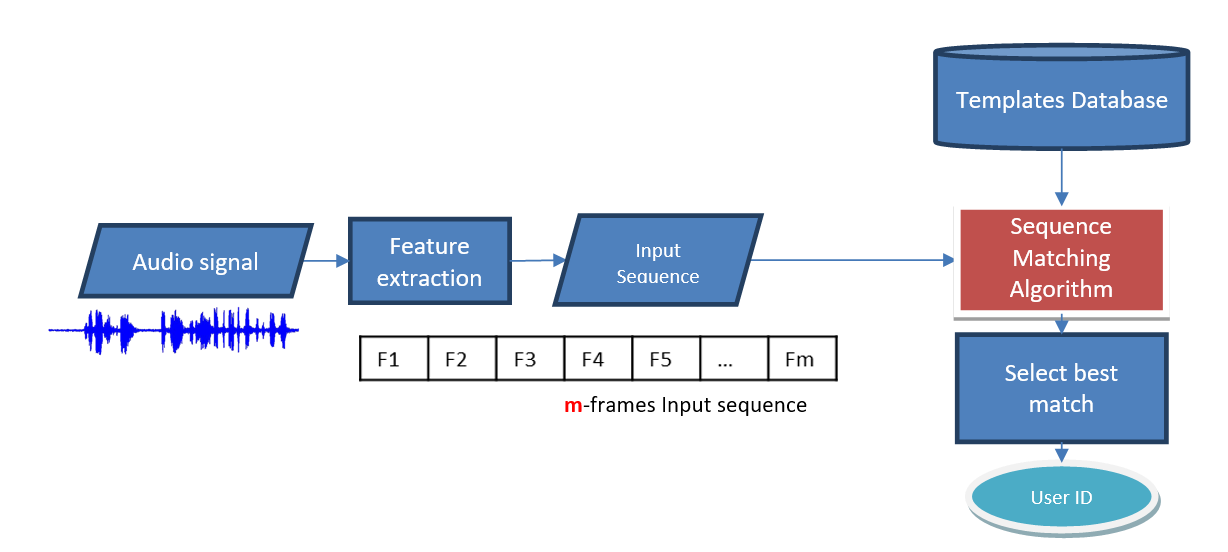 Templates Database
Audio signal
Feature
extraction
Input
Sequence
Sequence
Matching
Algorithm
F1 F2 F3 F4 F5 ... Fm
m-frames Input sequence
Select best
match
User ID